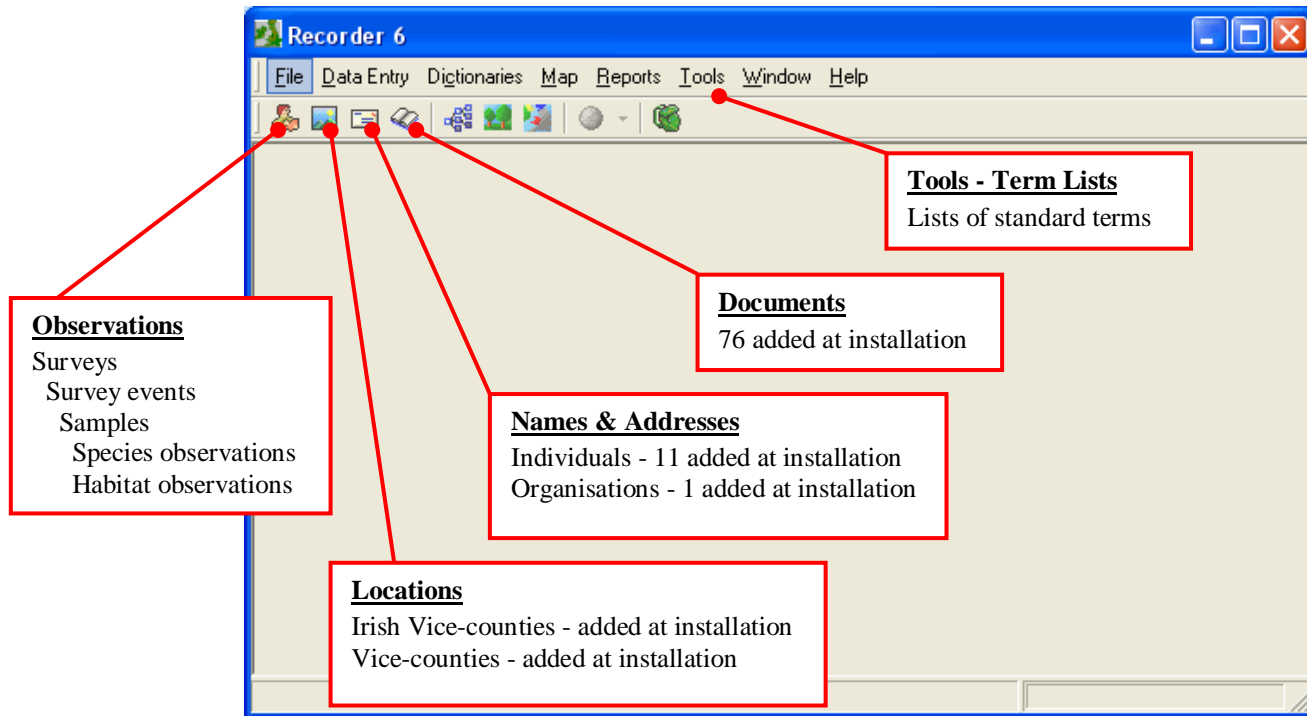 Recorder 6
File Data Entry Dictionaries Map Reports Tools Window Help
Tools - Term Lists
Lists of standard terms
Documents
76 added at installation
Observations
Surveys
Survey events
Samples
Species observations
Habitat observations
Names & Addresses
Individuals - 11 added at installation
Organisations - 1 added at installation
Locations
Irish Vice-counties - added at installation
Vice-counties - added at installation